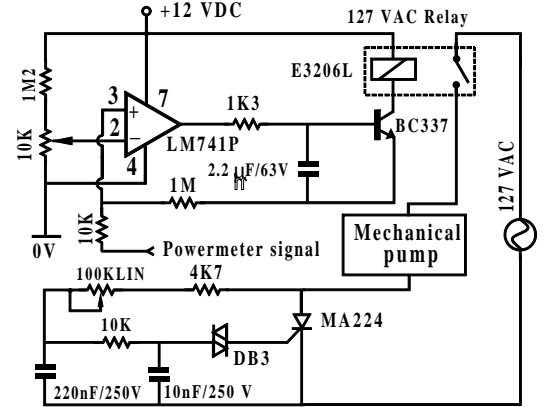 +12 VDC
127 VAC Relay
E3206L
1M2
3
+
7
2
−
4
10K
LM741P
1K3
BC337
2.2 µF/63V
1M
127 VAC
0V
10K
Powermeter signal
Mechanical
pump
100KLIN
4K7
MA224
10K
DB3
220nF/250V
10nF/250 V